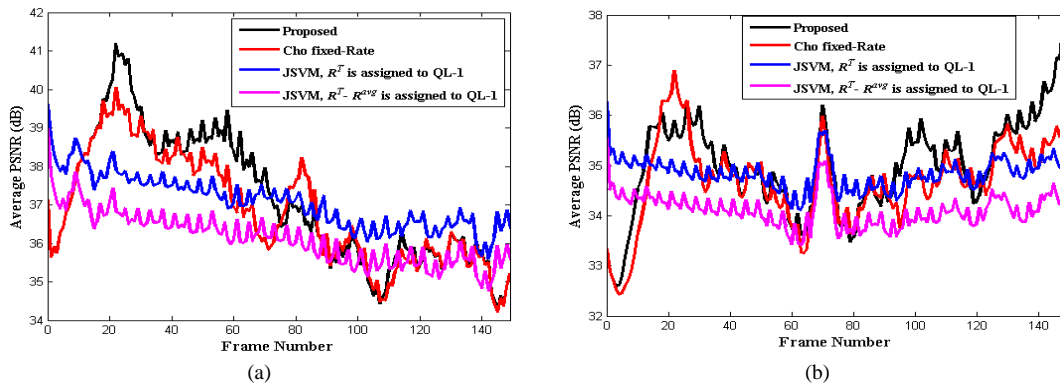 42
41
40
39
38
37
36
35
34
0
20
40
60
80
100
120
140
Average PSNR (dB)
Frame Number
Proposed
Cho fixed-Rate
JSVM, R^T is assigned to QL-1
JSVM, R^T- R^avg is assigned to QL-1
(a)
38
37
36
35
34
33
32
0
20
40
60
80
100
120
140
Average PSNR (dB)
Frame Number
Proposed
Cho fixed-Rate
JSVM, R^T is assigned to QL-1
JSVM, R^T- R^avg is assigned to QL-1
(b)